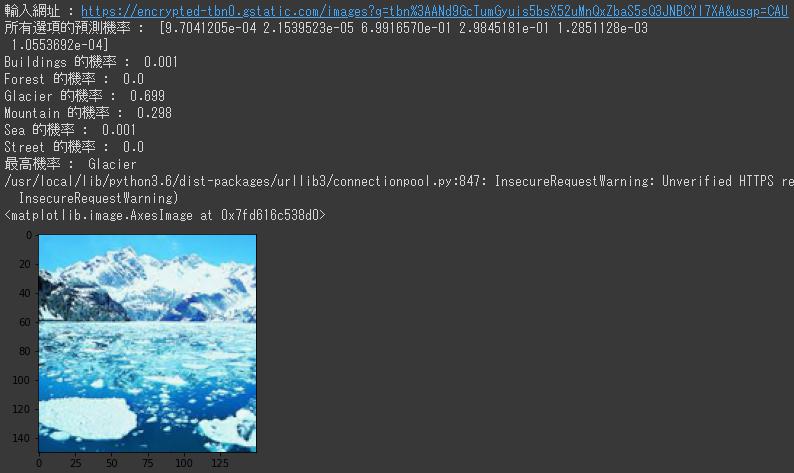 輸入網址 : https://encrypted-tbn0.gstatic.com/images?q=tbn%3AANd9GcTumGyuis5bsX52uMnQxZbaS5sQ3JNBCYl7XA&usqp=CAU
所有選項的預測機率 : [9.7041205e-04 2.1539523e-05 6.9916570e-01 2.9845181e-01 1.2851128e-03
1.0553692e-04]
Buildings 的機率 : 0.001
Forest 的機率 : 0.0
Glacier 的機率 : 0.699
Mountain 的機率 : 0.298
Sea 的機率 : 0.001
Street 的機率 : 0.0
最高機率 : Glacier
/usr/local/lib/python3.6/dist-packages/urllib3/connectionpool.py:847: InsecureRequestWarning: Unverified HTTPS re
InsecureRequestWarning)
<matplotlib.image.AxesImage at 0x7fd616c538d0>
0
20
40
60
80
100
120
140
0 25 50 75 100 125